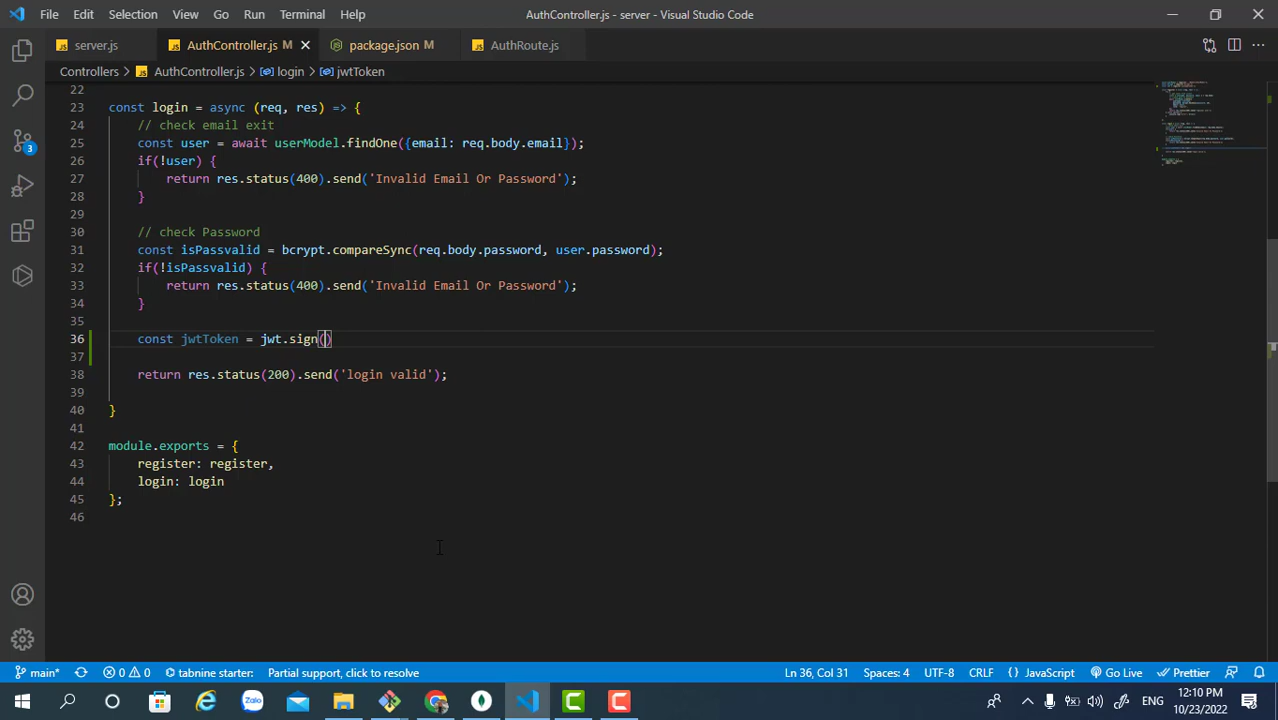 File Edit Selection View Go Run Terminal Help AuthController.js - server - Visual Studio Code
JS server.js JS AuthController.js M package.json M JS AuthRoute.js
Controllers > JS AuthController.js > login > jwtToken
22
23 const login = async (req, res) => {
24 // check email exit
25 const user = await userModel.findOne({email: req.body.email});
26 if(!user) {
27 return res.status(400).send('Invalid Email Or Password');
28 }
29
30 // check Password
31 const isPassvalid = bcrypt.compareSync(req.body.password, user.password);
32 if(!isPassvalid) {
33 return res.status(400).send('Invalid Email Or Password');
34 }
35
36 const jwtToken = jwt.sign()
37
38 return res.status(200).send('login valid');
39
40 }
41
42 module.exports = {
43 register: register,
44 login: login
45 };
46
3
main* 0 0 tabnine starter: Partial support, click to resolve Ln 36, Col 31 Spaces: 4 UTF-8 CRLF { } JavaScript Go Live Prettier
Zalo ENG 12:10 PM
10/23/2022